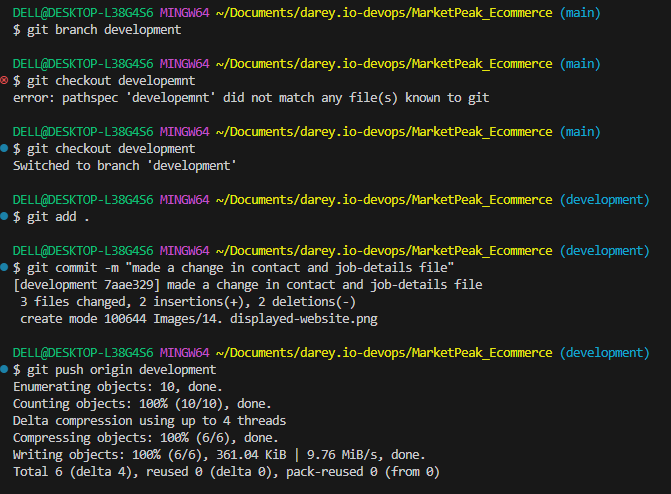 DELL@DESKTOP-L38G4S6 MINGW64 ~/Documents/darey.io-devops/MarketPeak_Ecommerce (main)
$ git branch development
DELL@DESKTOP-L38G4S6 MINGW64 ~/Documents/darey.io-devops/MarketPeak_Ecommerce (main)
$ git checkout developemnt
error: pathspec 'developemnt' did not match any file(s) known to git
DELL@DESKTOP-L38G4S6 MINGW64 ~/Documents/darey.io-devops/MarketPeak_Ecommerce (main)
$ git checkout development
Switched to branch 'development'
DELL@DESKTOP-L38G4S6 MINGW64 ~/Documents/darey.io-devops/MarketPeak_Ecommerce (development)
$ git add .
DELL@DESKTOP-L38G4S6 MINGW64 ~/Documents/darey.io-devops/MarketPeak_Ecommerce (development)
$ git commit -m "made a change in contact and job-details file"
[development 7aae329] made a change in contact and job-details file
 3 files changed, 2 insertions(+), 2 deletions(-)
 create mode 100644 Images/14. displayed-website.png
DELL@DESKTOP-L38G4S6 MINGW64 ~/Documents/darey.io-devops/MarketPeak_Ecommerce (development)
$ git push origin development
Enumerating objects: 10, done.
Counting objects: 100% (10/10), done.
Delta compression using up to 4 threads
Compressing objects: 100% (6/6), done.
Writing objects: 100% (6/6), 361.04 KiB | 9.76 MiB/s, done.
Total 6 (delta 4), reused 0 (delta 0), pack-reused 0 (from 0)